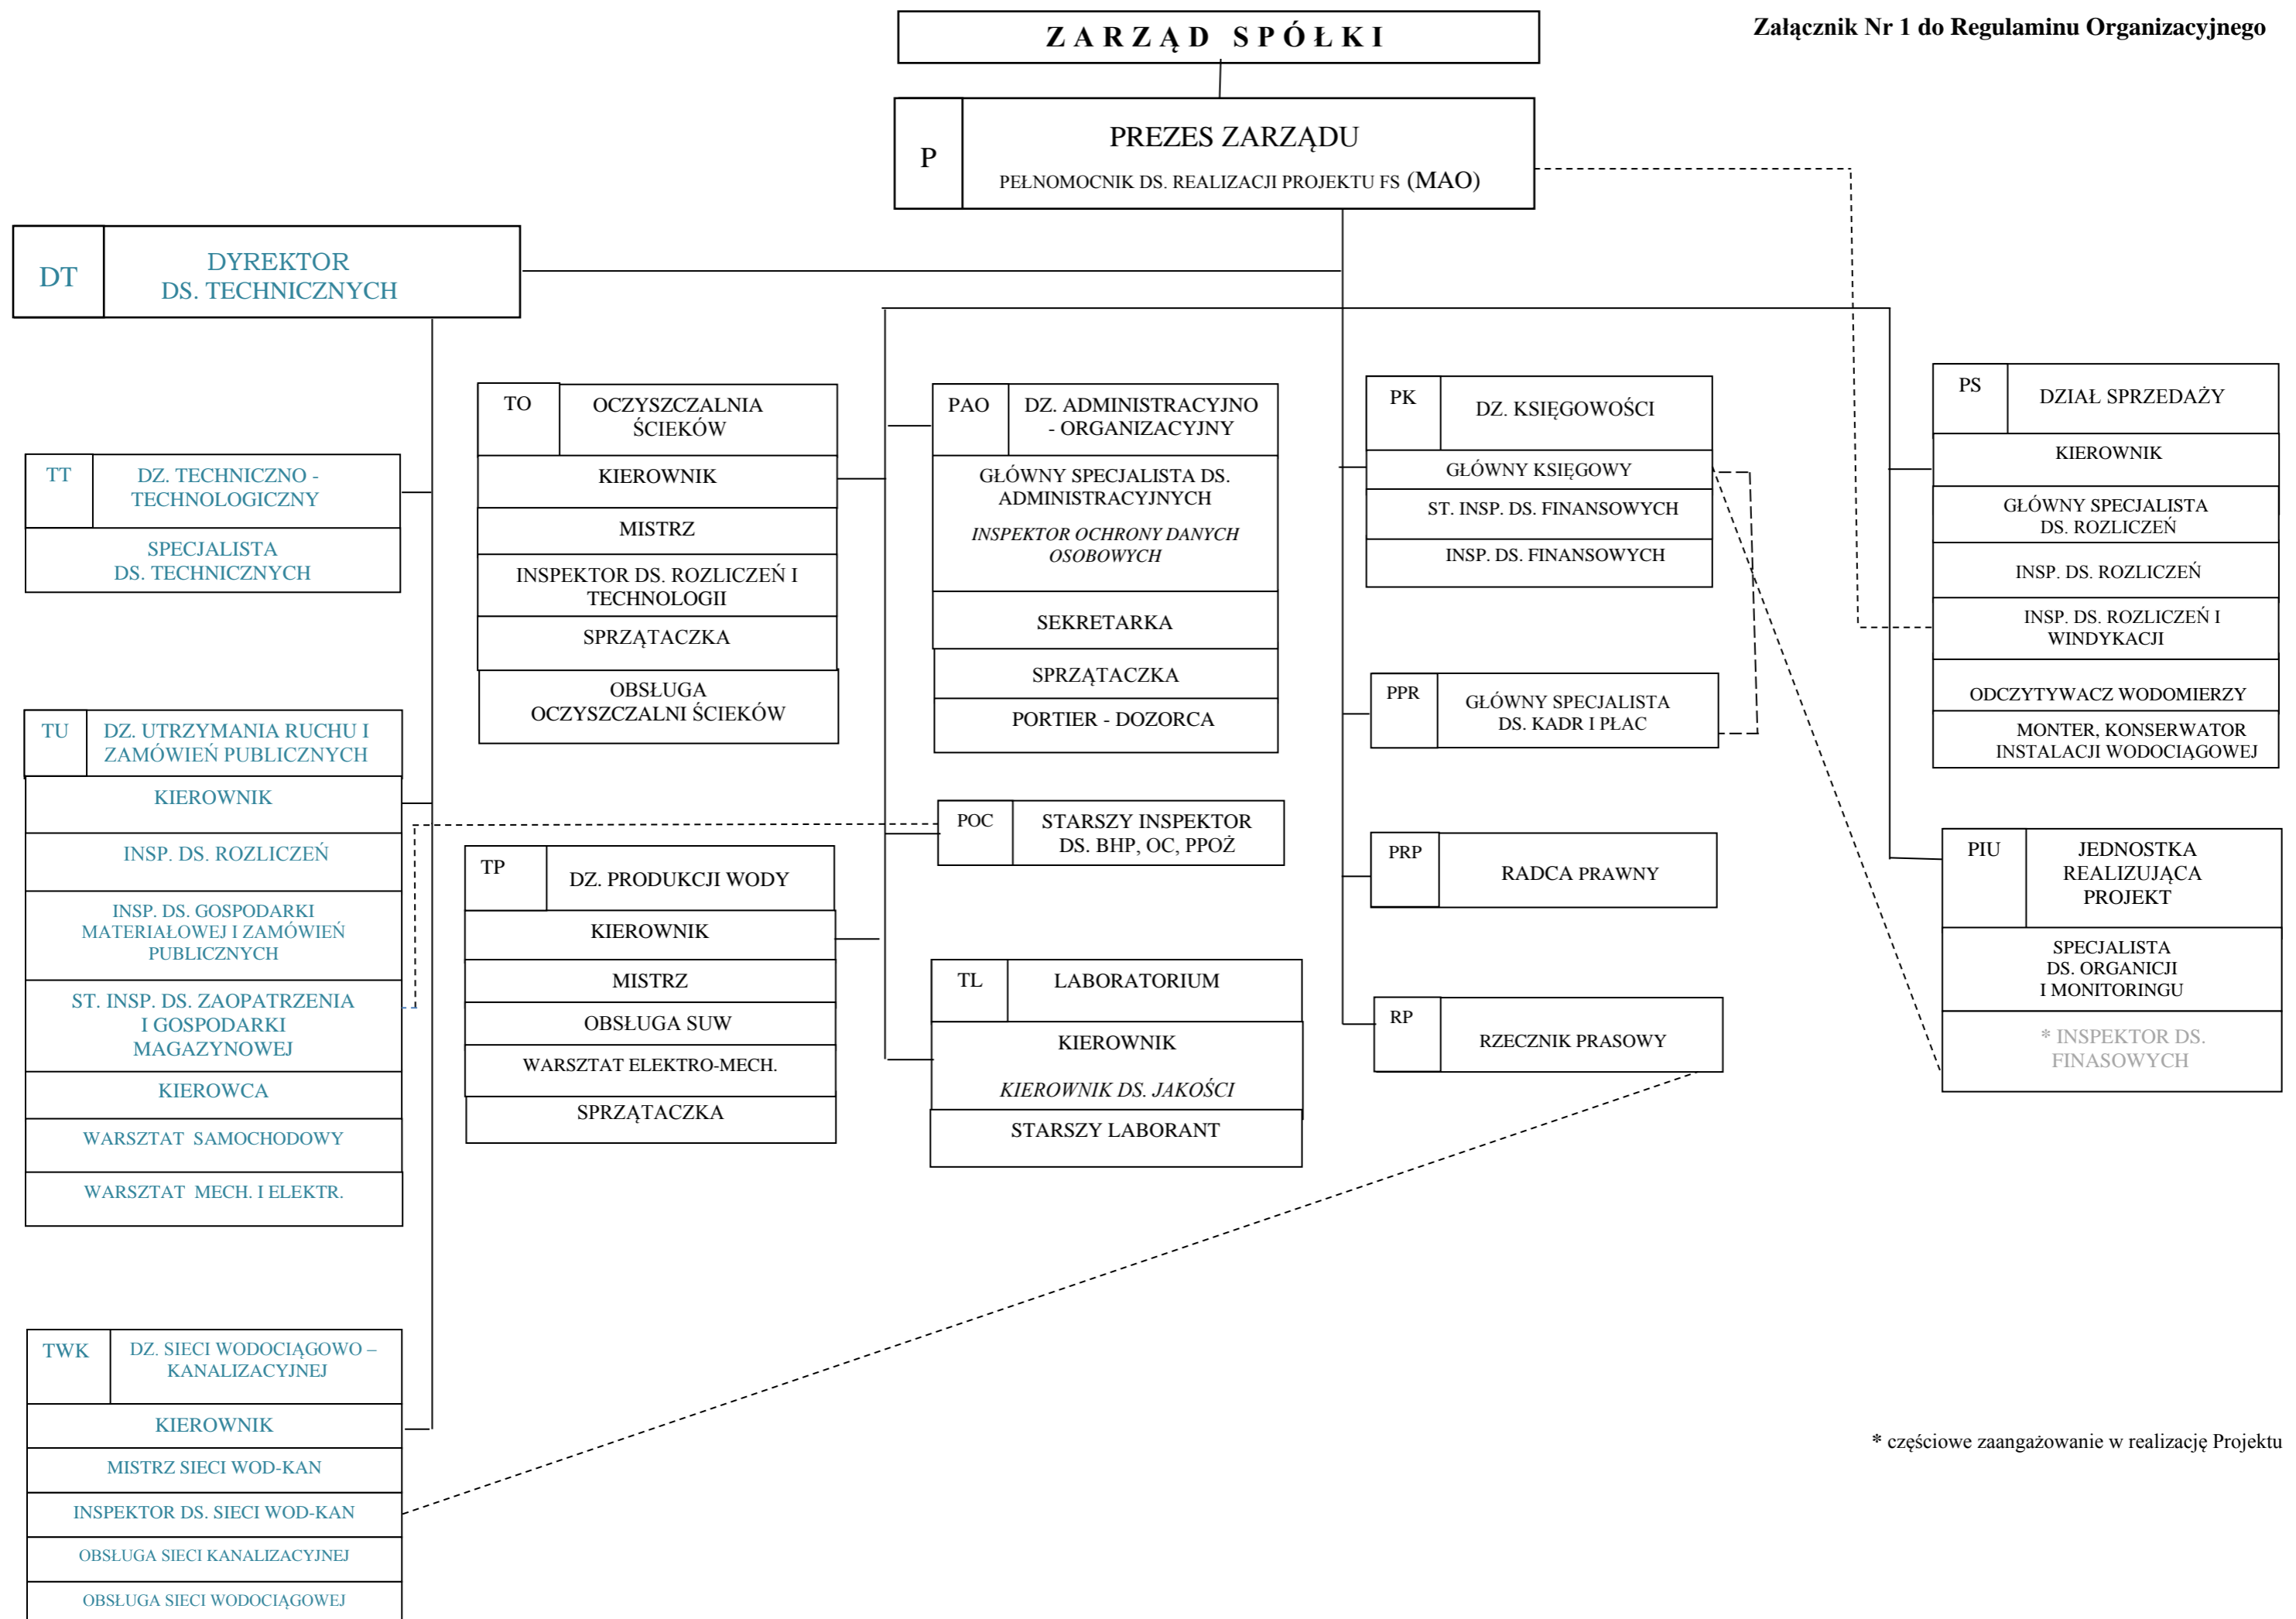 Z A R Z Ą D  S P Ó Ł K I
Załącznik Nr 1 do Regulaminu Organizacyjnego
P
PREZES ZARZĄDU
PEŁNOMOCNIK DS. REALIZACJI PROJEKTU FS (MAO)
DT
DYREKTOR
DS. TECHNICZNYCH
TT
DZ. TECHNICZNO -
TECHNOLOGICZNY
SPECJALISTA
DS. TECHNICZNYCH
TU
DZ. UTRZYMANIA RUCHU I
ZAMÓWIEŃ PUBLICZNYCH
KIEROWNIK
INSP. DS. ROZLICZEŃ
INSP. DS. GOSPODARKI
MATERIAŁOWEJ I ZAMÓWIEŃ
PUBLICZNYCH
ST. INSP. DS. ZAOPATRZENIA
I GOSPODARKI
MAGAZYNOWEJ
KIEROWCA
WARSZTAT SAMOCHODOWY
WARSZTAT MECH. I ELEKTR.
TWK
DZ. SIECI WODOCIĄGOWO –
KANALIZACYJNEJ
KIEROWNIK
MISTRZ SIECI WOD-KAN
INSPEKTOR DS. SIECI WOD-KAN
OBSŁUGA SIECI KANALIZACYJNEJ
OBSŁUGA SIECI WODOCIĄGOWEJ
TO
OCZYSZCZALNIA
ŚCIEKÓW
KIEROWNIK
MISTRZ
INSPEKTOR DS. ROZLICZEŃ I
TECHNOLOGII
SPRZĄTACZKA
OBSŁUGA
OCZYSZCZALNI ŚCIEKÓW
TP
DZ. PRODUKCJI WODY
KIEROWNIK
MISTRZ
OBSŁUGA SUW
WARSZTAT ELEKTRO-MECH.
SPRZĄTACZKA
PAO
DZ. ADMINISTRACYJNO
- ORGANIZACYJNY
GŁÓWNY SPECJALISTA DS.
ADMINISTRACYJNYCH
INSPEKTOR OCHRONY DANYCH
OSOBOWYCH
SEKRETARKA
SPRZĄTACZKA
PORTIER - DOZORCA
POC
STARSZY INSPEKTOR
DS. BHP, OC, PPOŻ
TL
LABORATORIUM
KIEROWNIK
KIEROWNIK DS. JAKOŚCI
STARSZY LABORANT
PK
DZ. KSIĘGOWOŚCI
GŁÓWNY KSIĘGOWY
ST. INSP. DS. FINANSOWYCH
INSP. DS. FINANSOWYCH
PPR
GŁÓWNY SPECJALISTA
DS. KADR I PŁAC
PRP
RADCA PRAWNY
RP
RZECZNIK PRASOWY
PS
DZIAŁ SPRZEDAŻY
KIEROWNIK
GŁÓWNY SPECJALISTA
DS. ROZLICZEŃ
INSP. DS. ROZLICZEŃ
INSP. DS. ROZLICZEŃ I
WINDYKACJI
ODCZYTYWACZ WODOMIERZY
MONTER, KONSERWATOR
INSTALACJI WODOCIĄGOWEJ
PIU
JEDNOSTKA
REALIZUJĄCA
PROJEKT
SPECJALISTA
DS. ORGANICJI
I MONITORINGU
* INSPEKTOR DS.
FINASOWYCH
* częściowe zaangażowanie w realizację Projektu